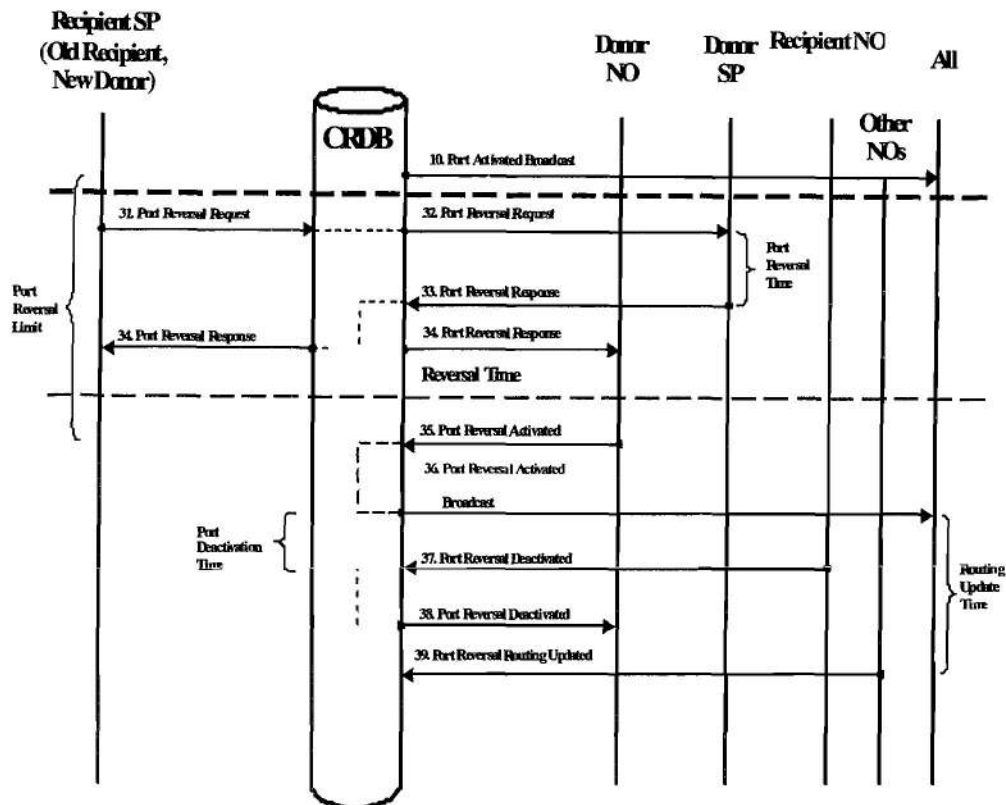 Recipient SP
(Old Recipient,
New Donor)
Donor
NO
Donor
SP
Recipient NO
All
CRDB
Other
NOs
10. Port Activated Broadcast
31. Port Reversal Request
32. Port Reversal Request
Port
Reversal
Time
33. Port Reversal Response
Port
Reversal
Limit
34. Port Reversal Response
34. Port Reversal Response
Reversal Time
35. Port Reversal Activated
36. Port Reversal Activated
Broadcast
Port
Deactivation
Time
37. Port Reversal Deactivated
Routing
Update
Time
38. Port Reversal Deactivated
39. Port Reversal Routing Updated